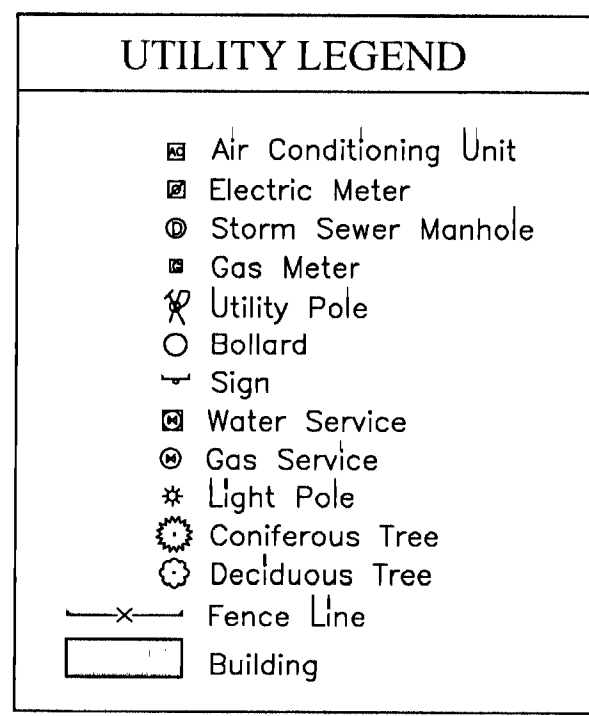 UTILITY LEGEND
AC Air Conditioning Unit
Electric Meter
D Storm Sewer Manhole
G Gas Meter
Utility Pole
Bollard
Sign
Water Service
Gas Service
Light Pole
Coniferous Tree
Deciduous Tree
Fence Line
Building